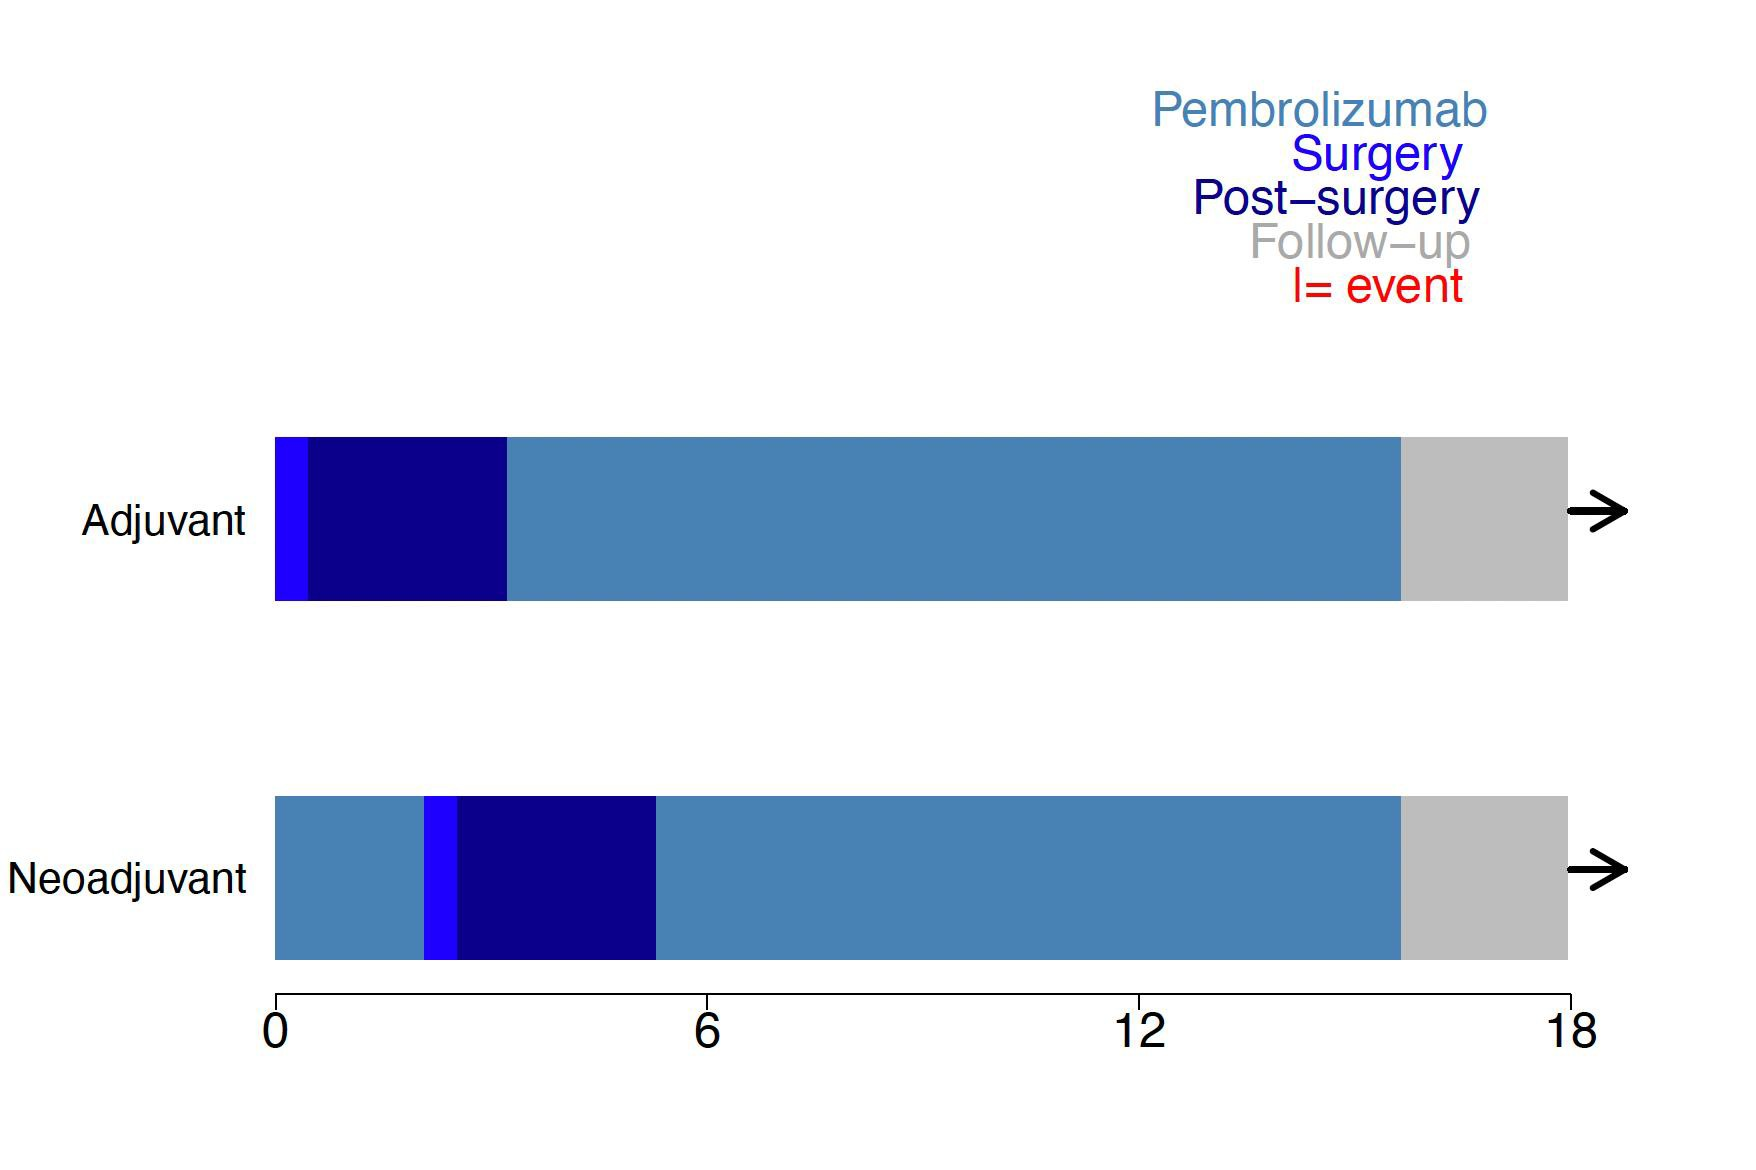 Pembrolizumab
Surgery
Post−surgery
Follow−up
|= event
Adjuvant
Neoadjuvant
0 6 12 18